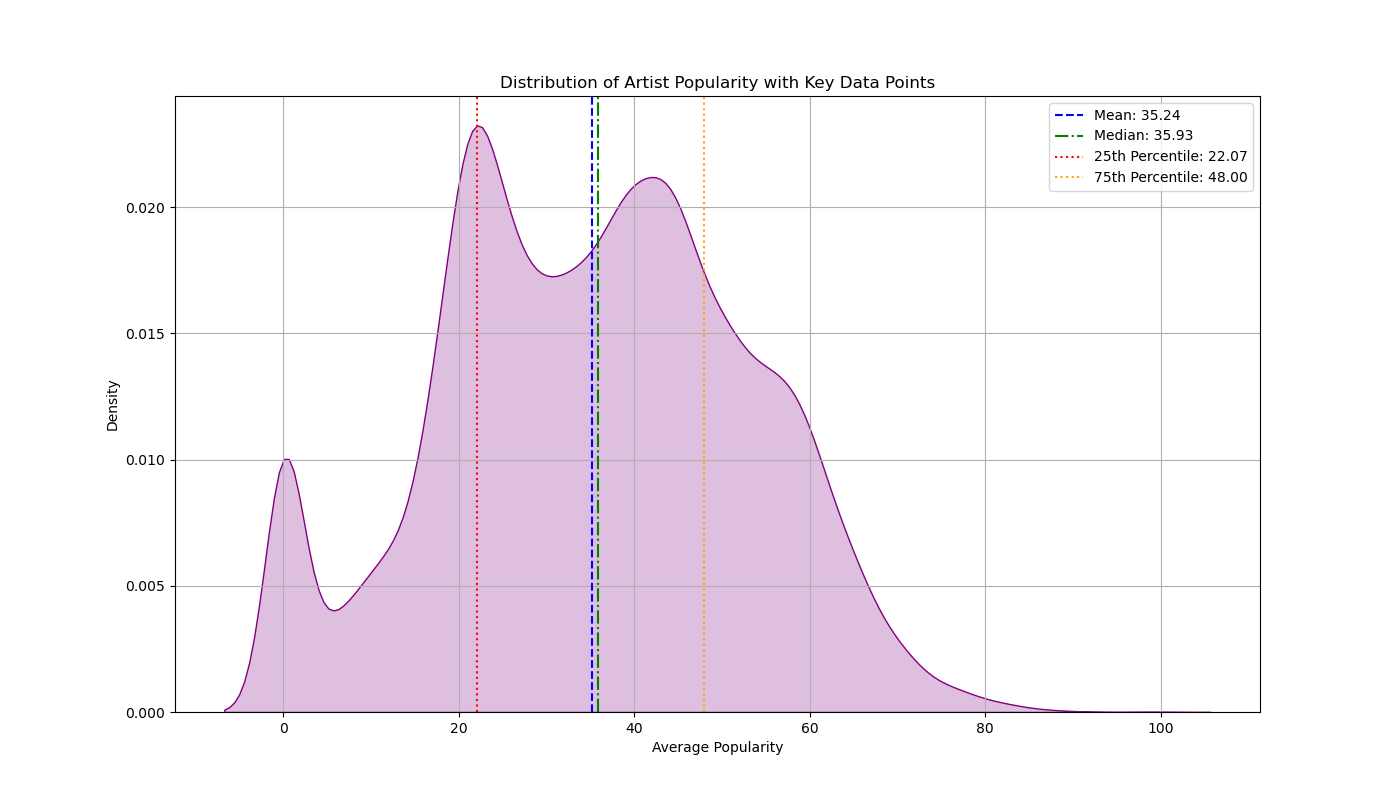 Distribution of Artist Popularity with Key Data Points
Mean: 35.24
Median: 35.93
25th Percentile: 22.07
75th Percentile: 48.00
Density
0.020
0.015
0.010
0.005
0.000
0 20 40 60 80 100
Average Popularity